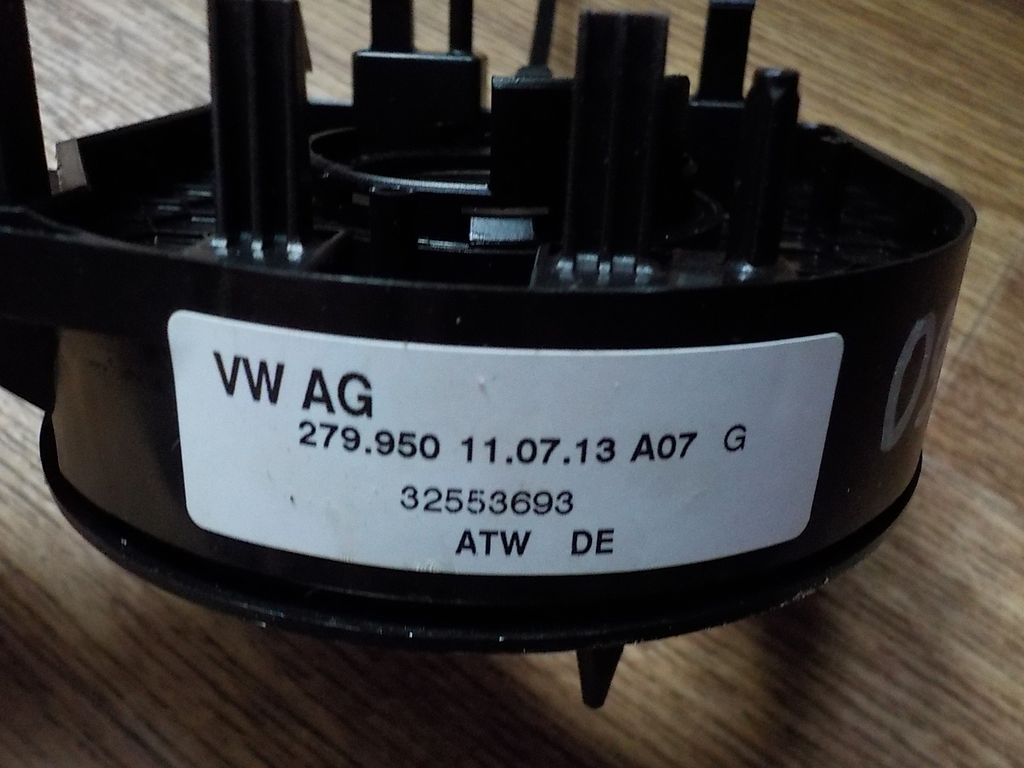 VW AG
279.950 11.07.13 A07 G
32553693
ATW DE